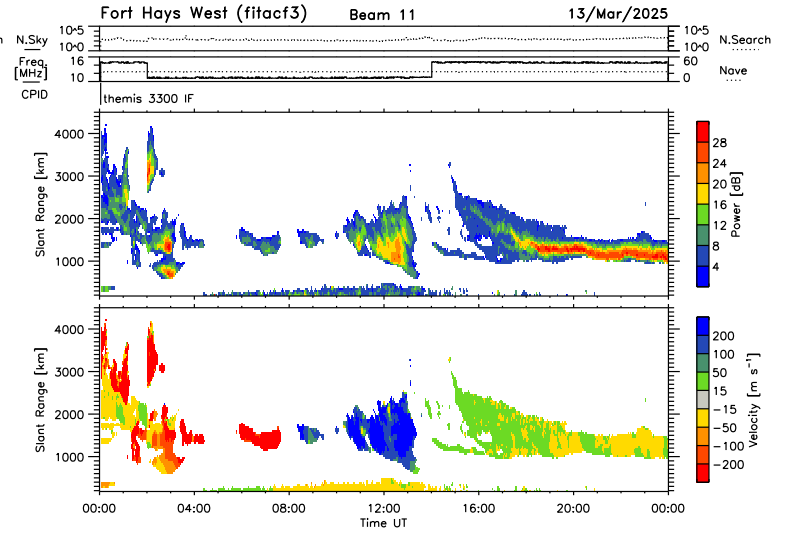 Fort Hays West (fitacf3) Beam 11 13/Mar/2025
n N.Sky 10^5 10^0 10^5 10^0 N.Search
Freq. [MHz] 16 10 60 0 Nave
CPID themis 3300 IF
Slant Range [km] 4000 3000 2000 1000
28 24 20 16 12 8 4 Power [dB]
Slant Range [km] 4000 3000 2000 1000
200 100 50 15 -15 -50 -100 -200 Velocity [m s⁻¹]
00:00 04:00 08:00 12:00 16:00 20:00 00:00
Time UT